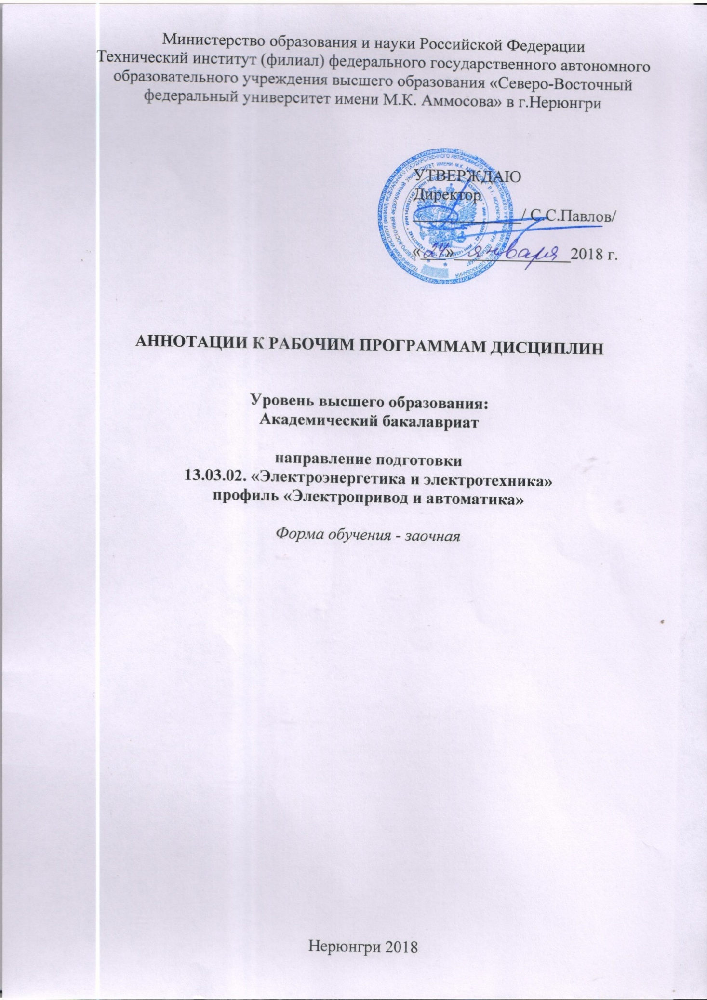 Министерство образования и науки Российской Федерации
Технический институт (филиал) федерального государственного автономного
образовательного учреждения высшего образования «Северо-Восточный
федеральный университет имени М.К. Аммосова» в г.Нерюнгри
УТВЕРЖДАЮ
Директор
/ С.С.Павлов/
«24» января 2018 г.
АННОТАЦИИ К РАБОЧИМ ПРОГРАММАМ ДИСЦИПЛИН
Уровень высшего образования:
Академический бакалавриат
направление подготовки
13.03.02. «Электроэнергетика и электротехника»
профиль «Электропривод и автоматика»
Форма обучения - заочная
Нерюнгри 2018